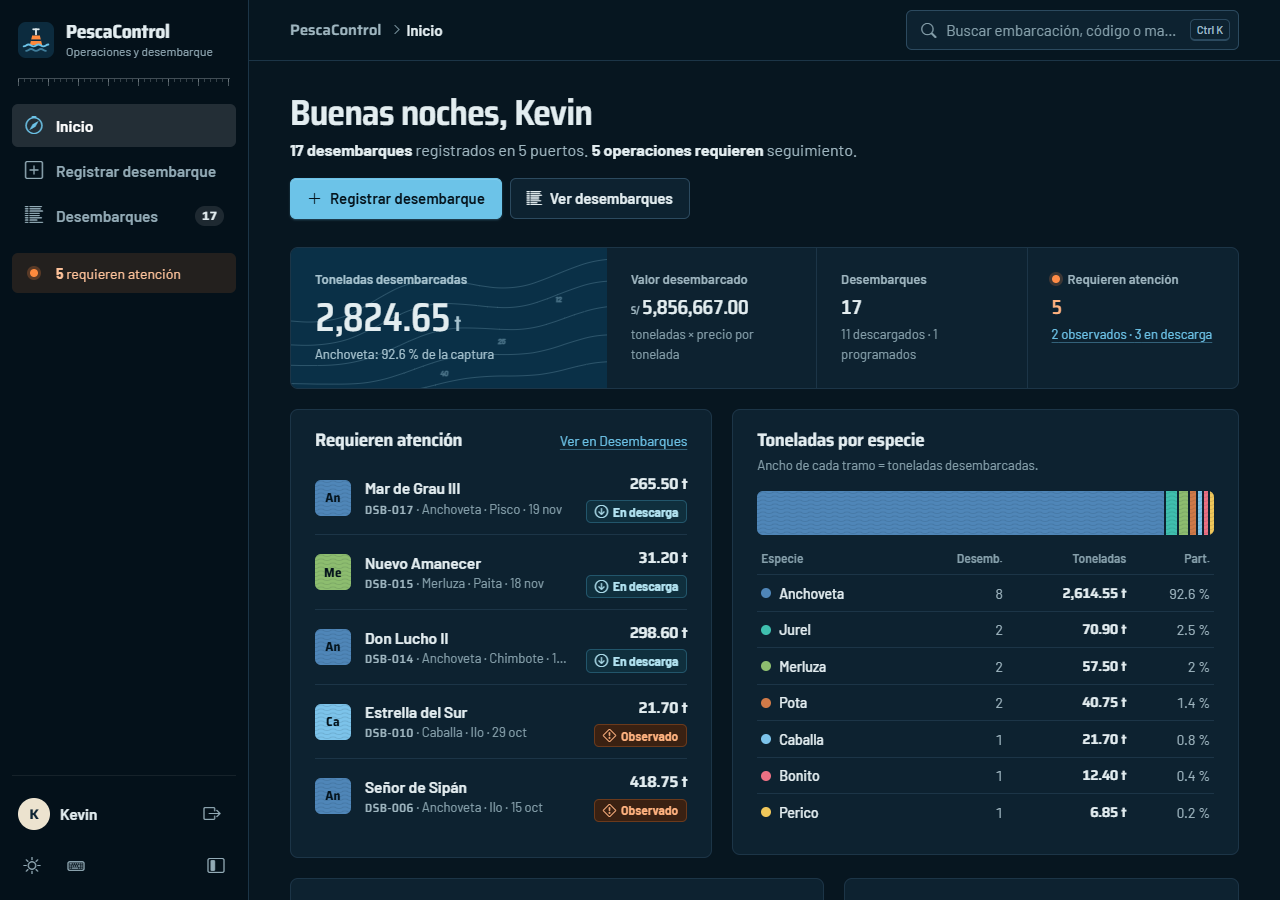 PescaControl
Operaciones y desembarque
Inicio
Registrar desembarque
Desembarques 17
5 requieren atención
K Kevin
PescaControl > Inicio
Buscar embarcación, código o ma... Ctrl K
Buenas noches, Kevin
17 desembarques registrados en 5 puertos. 5 operaciones requieren seguimiento.
+ Registrar desembarque
Ver desembarques
Toneladas desembarcadas
2,824.65 t
Anchoveta: 92.6 % de la captura
40
Valor desembarcado
S/ 5,856,667.00
toneladas × precio por
tonelada
Desembarques
17
11 descargados · 1
programados
Requieren atención
5
2 observados · 3 en descarga
Requieren atención
Ver en Desembarques
An Mar de Grau III 265.50 t
DSB-017 · Anchoveta · Pisco · 19 nov En descarga
Me Nuevo Amanecer 31.20 t
DSB-015 · Merluza · Paita · 18 nov En descarga
An Don Lucho II 298.60 t
DSB-014 · Anchoveta · Chimbote · 1... En descarga
Ca Estrella del Sur 21.70 t
DSB-010 · Caballa · Ilo · 29 oct Observado
An Señor de Sipán 418.75 t
DSB-006 · Anchoveta · Ilo · 15 oct Observado
Toneladas por especie
Ancho de cada tramo = toneladas desembarcadas.
Especie Desemb. Toneladas Part.
Anchoveta 8 2,614.55 t 92.6 %
Jurel 2 70.90 t 2.5 %
Merluza 2 57.50 t 2 %
Pota 2 40.75 t 1.4 %
Caballa 1 21.70 t 0.8 %
Bonito 1 12.40 t 0.4 %
Perico 1 6.85 t 0.2 %